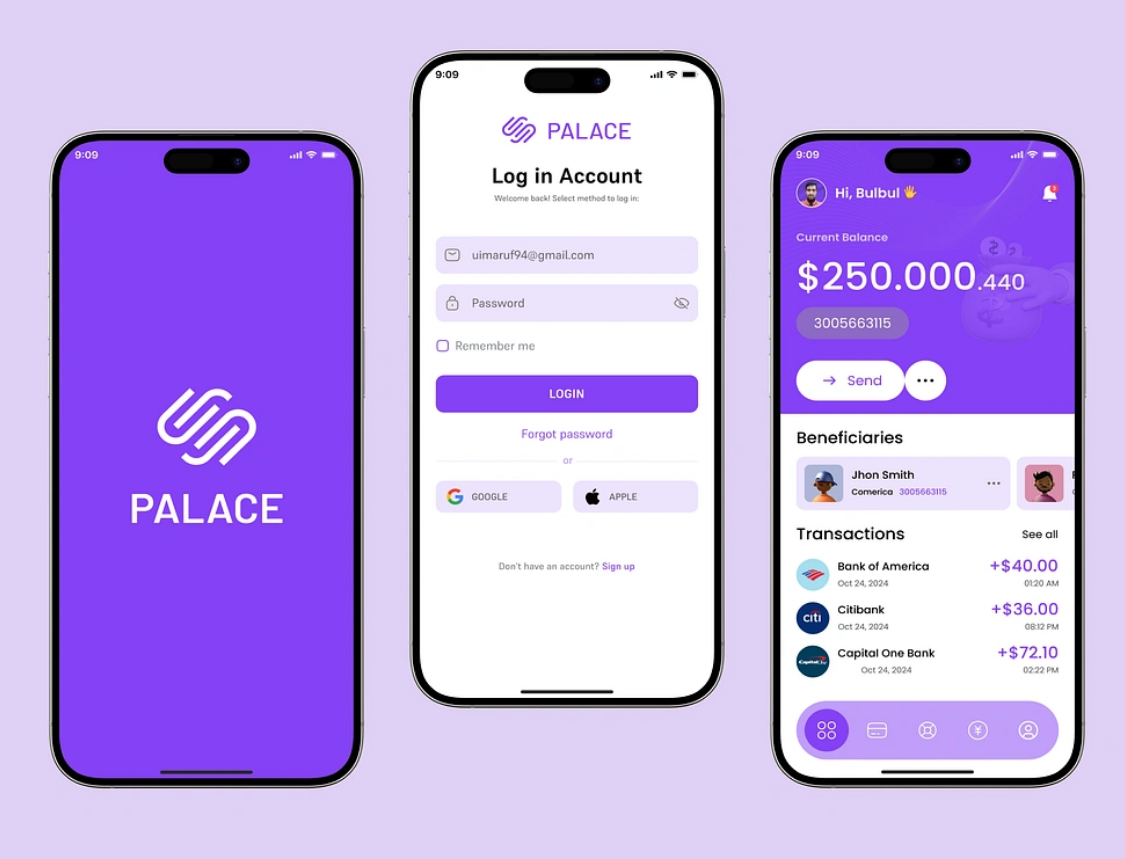 9:09
PALACE
9:09
PALACE
Log in Account
Welcome back! Select method to log in:
uimaruf94@gmail.com
Password
Remember me
LOGIN
Forgot password
or
GOOGLE
APPLE
Don't have an account? Sign up
9:09
Hi, Bulbul
3
Current Balance
$250.000.440
3005663115
Send
Beneficiaries
Jhon Smith
Comerica 3005663115
Transactions
See all
Bank of America
+$40.00
Oct 24, 2024
01:20 AM
citi
Citibank
+$36.00
Oct 24, 2024
08:12 PM
Capital One
Capital One Bank
+$72.10
Oct 24, 2024
02:22 PM